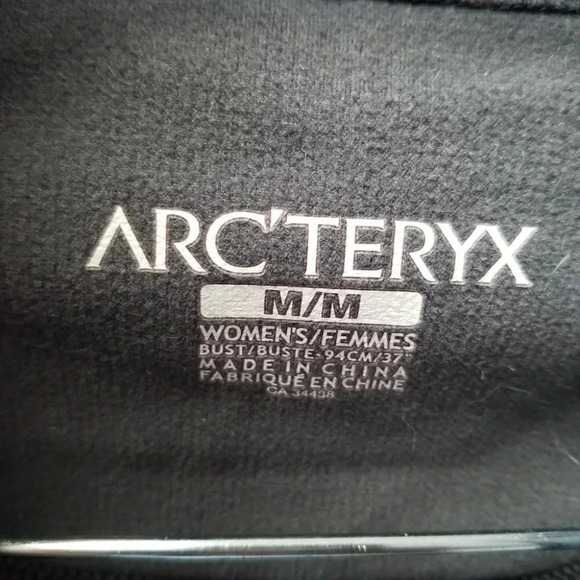 ARC'TERYX
M/M
WOMEN'S/FEMMES
BUST/BUSTE-94CM/37"
MADE IN CHINA
FABRIQUÉ EN CHINE
CA 34438